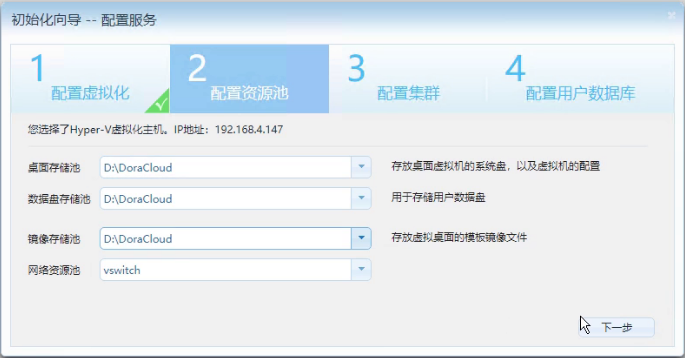 初始化向导 -- 配置服务
1 配置虚拟化
2 配置资源池
3 配置集群
4 配置用户数据库
您选择了Hyper-V虚拟化主机。IP地址：192.168.4.147
桌面存储池 D:\DoraCloud 存放桌面虚拟机的系统盘，以及虚拟机的配置
数据盘存储池 D:\DoraCloud 用于存储用户数据盘
镜像存储池 D:\DoraCloud 存放虚拟桌面的模板镜像文件
网络资源池 vswitch
下一步